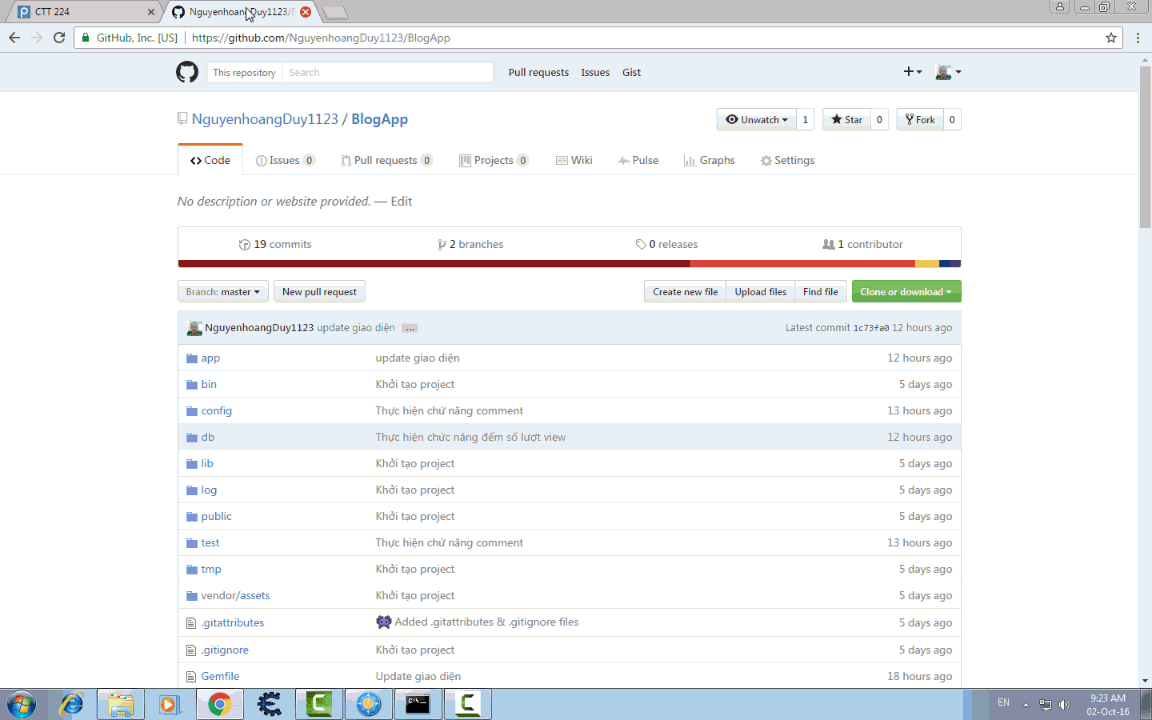 CTT 224
NguyenhoangDuy1123/
GitHub, Inc. [US] | https://github.com/NguyenhoangDuy1123/BlogApp
This repository Search Pull requests Issues Gist
NguyenhoangDuy1123 / BlogApp Unwatch 1 Star 0 Fork 0
Code Issues 0 Pull requests 0 Projects 0 Wiki Pulse Graphs Settings
No description or website provided. — Edit
19 commits 2 branches 0 releases 1 contributor
Branch: master New pull request Create new file Upload files Find file Clone or download
NguyenhoangDuy1123 update giao diện ... Latest commit 1c73fa0 12 hours ago
app update giao diện 12 hours ago
bin Khởi tạo project 5 days ago
config Thực hiện chứ năng comment 13 hours ago
db Thực hiện chức năng đếm số lượt view 12 hours ago
lib Khởi tạo project 5 days ago
log Khởi tạo project 5 days ago
public Khởi tạo project 5 days ago
test Thực hiện chứ năng comment 13 hours ago
tmp Khởi tạo project 5 days ago
vendor/assets Khởi tạo project 5 days ago
.gitattributes Added .gitattributes & .gitignore files 5 days ago
.gitignore Khởi tạo project 5 days ago
Gemfile Update giao diện 18 hours ago
EN 9:23 AM
02-Oct-16